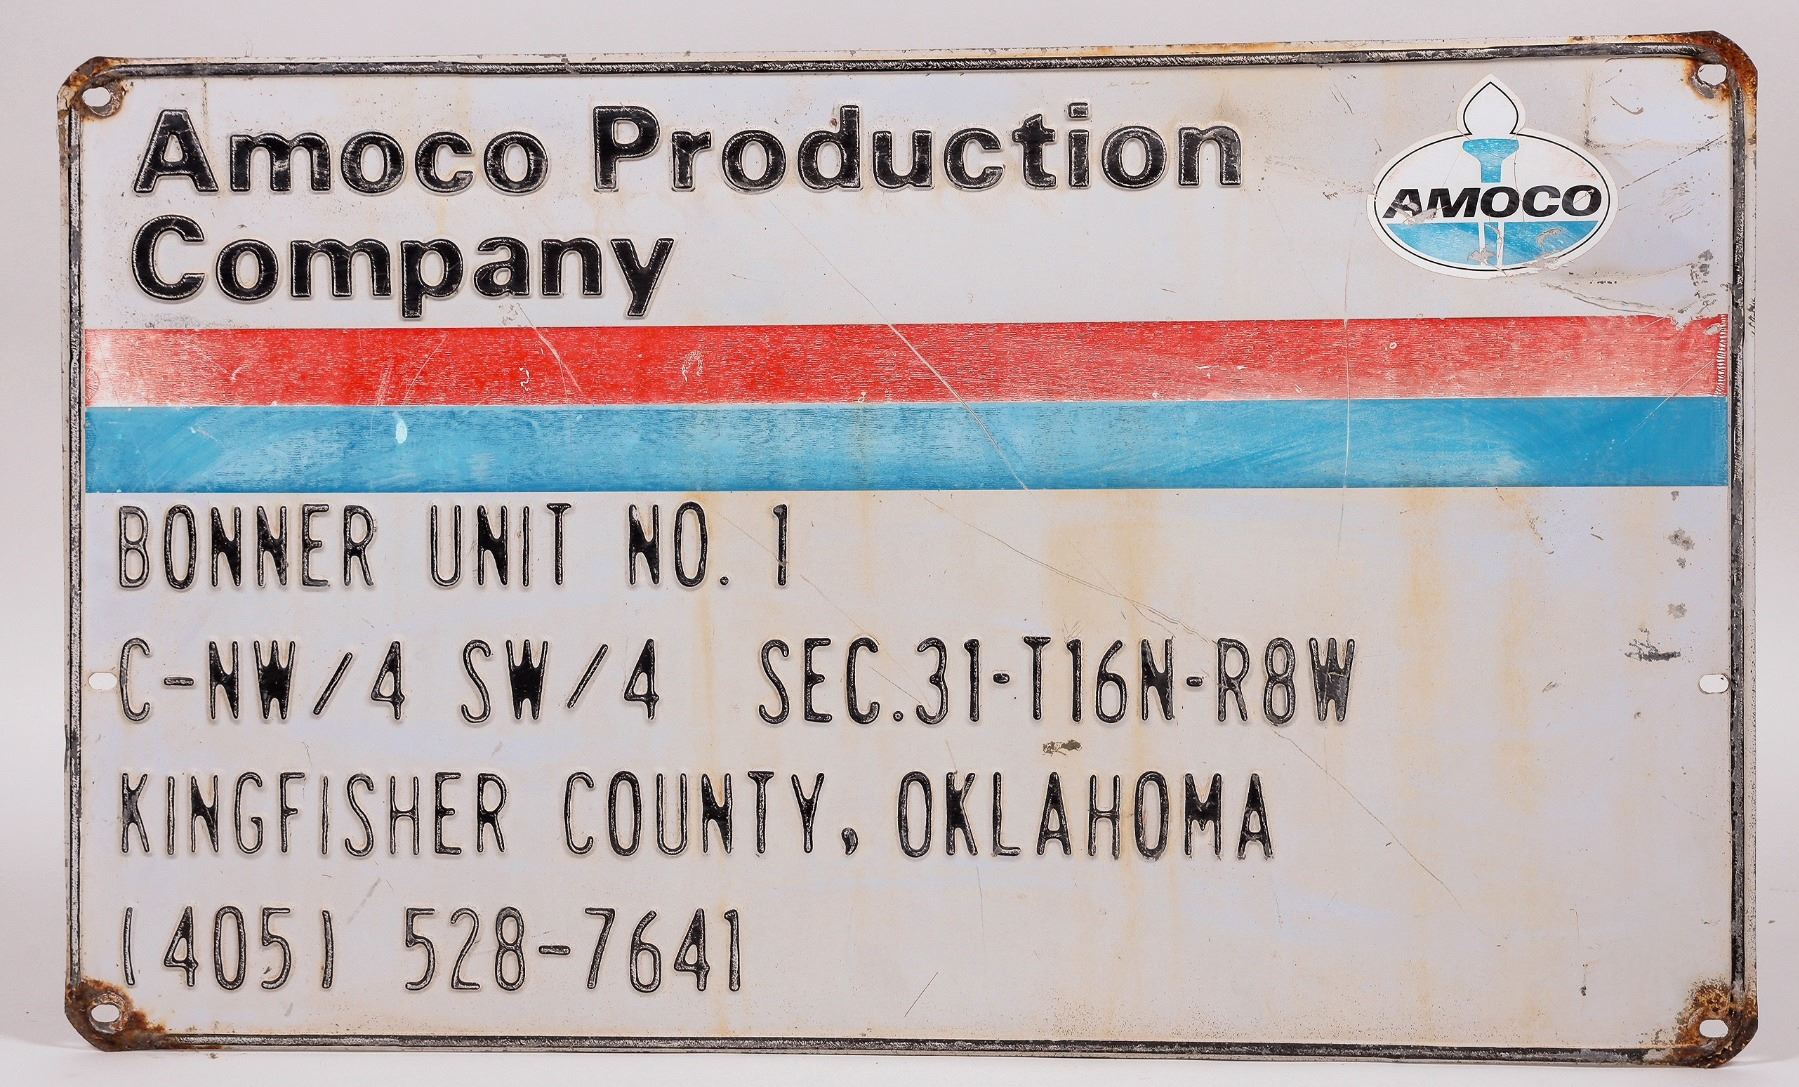 Amoco Production
Company
AMOCO
BONNER UNIT NO. 1
C-NW/4 SW/4 SEC.31-T16N-R8W
KINGFISHER COUNTY, OKLAHOMA
(405) 528-7641